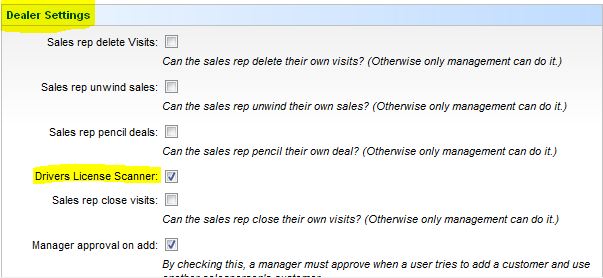 Dealer Settings
Sales rep delete Visits:
Can the sales rep delete their own visits? (Otherwise only management can do it.)
Sales rep unwind sales:
Can the sales rep unwind their own sales? (Otherwise only management can do it.)
Sales rep pencil deals:
Can the sales rep pencil their own deal? (Otherwise only management can do it.)
Drivers License Scanner:
Sales rep close visits:
Can the sales rep close their own visits? (Otherwise only management can do it.)
Manager approval on add:
By checking this, a manager must approve when a user tries to add a customer and use
another salesperson's customer